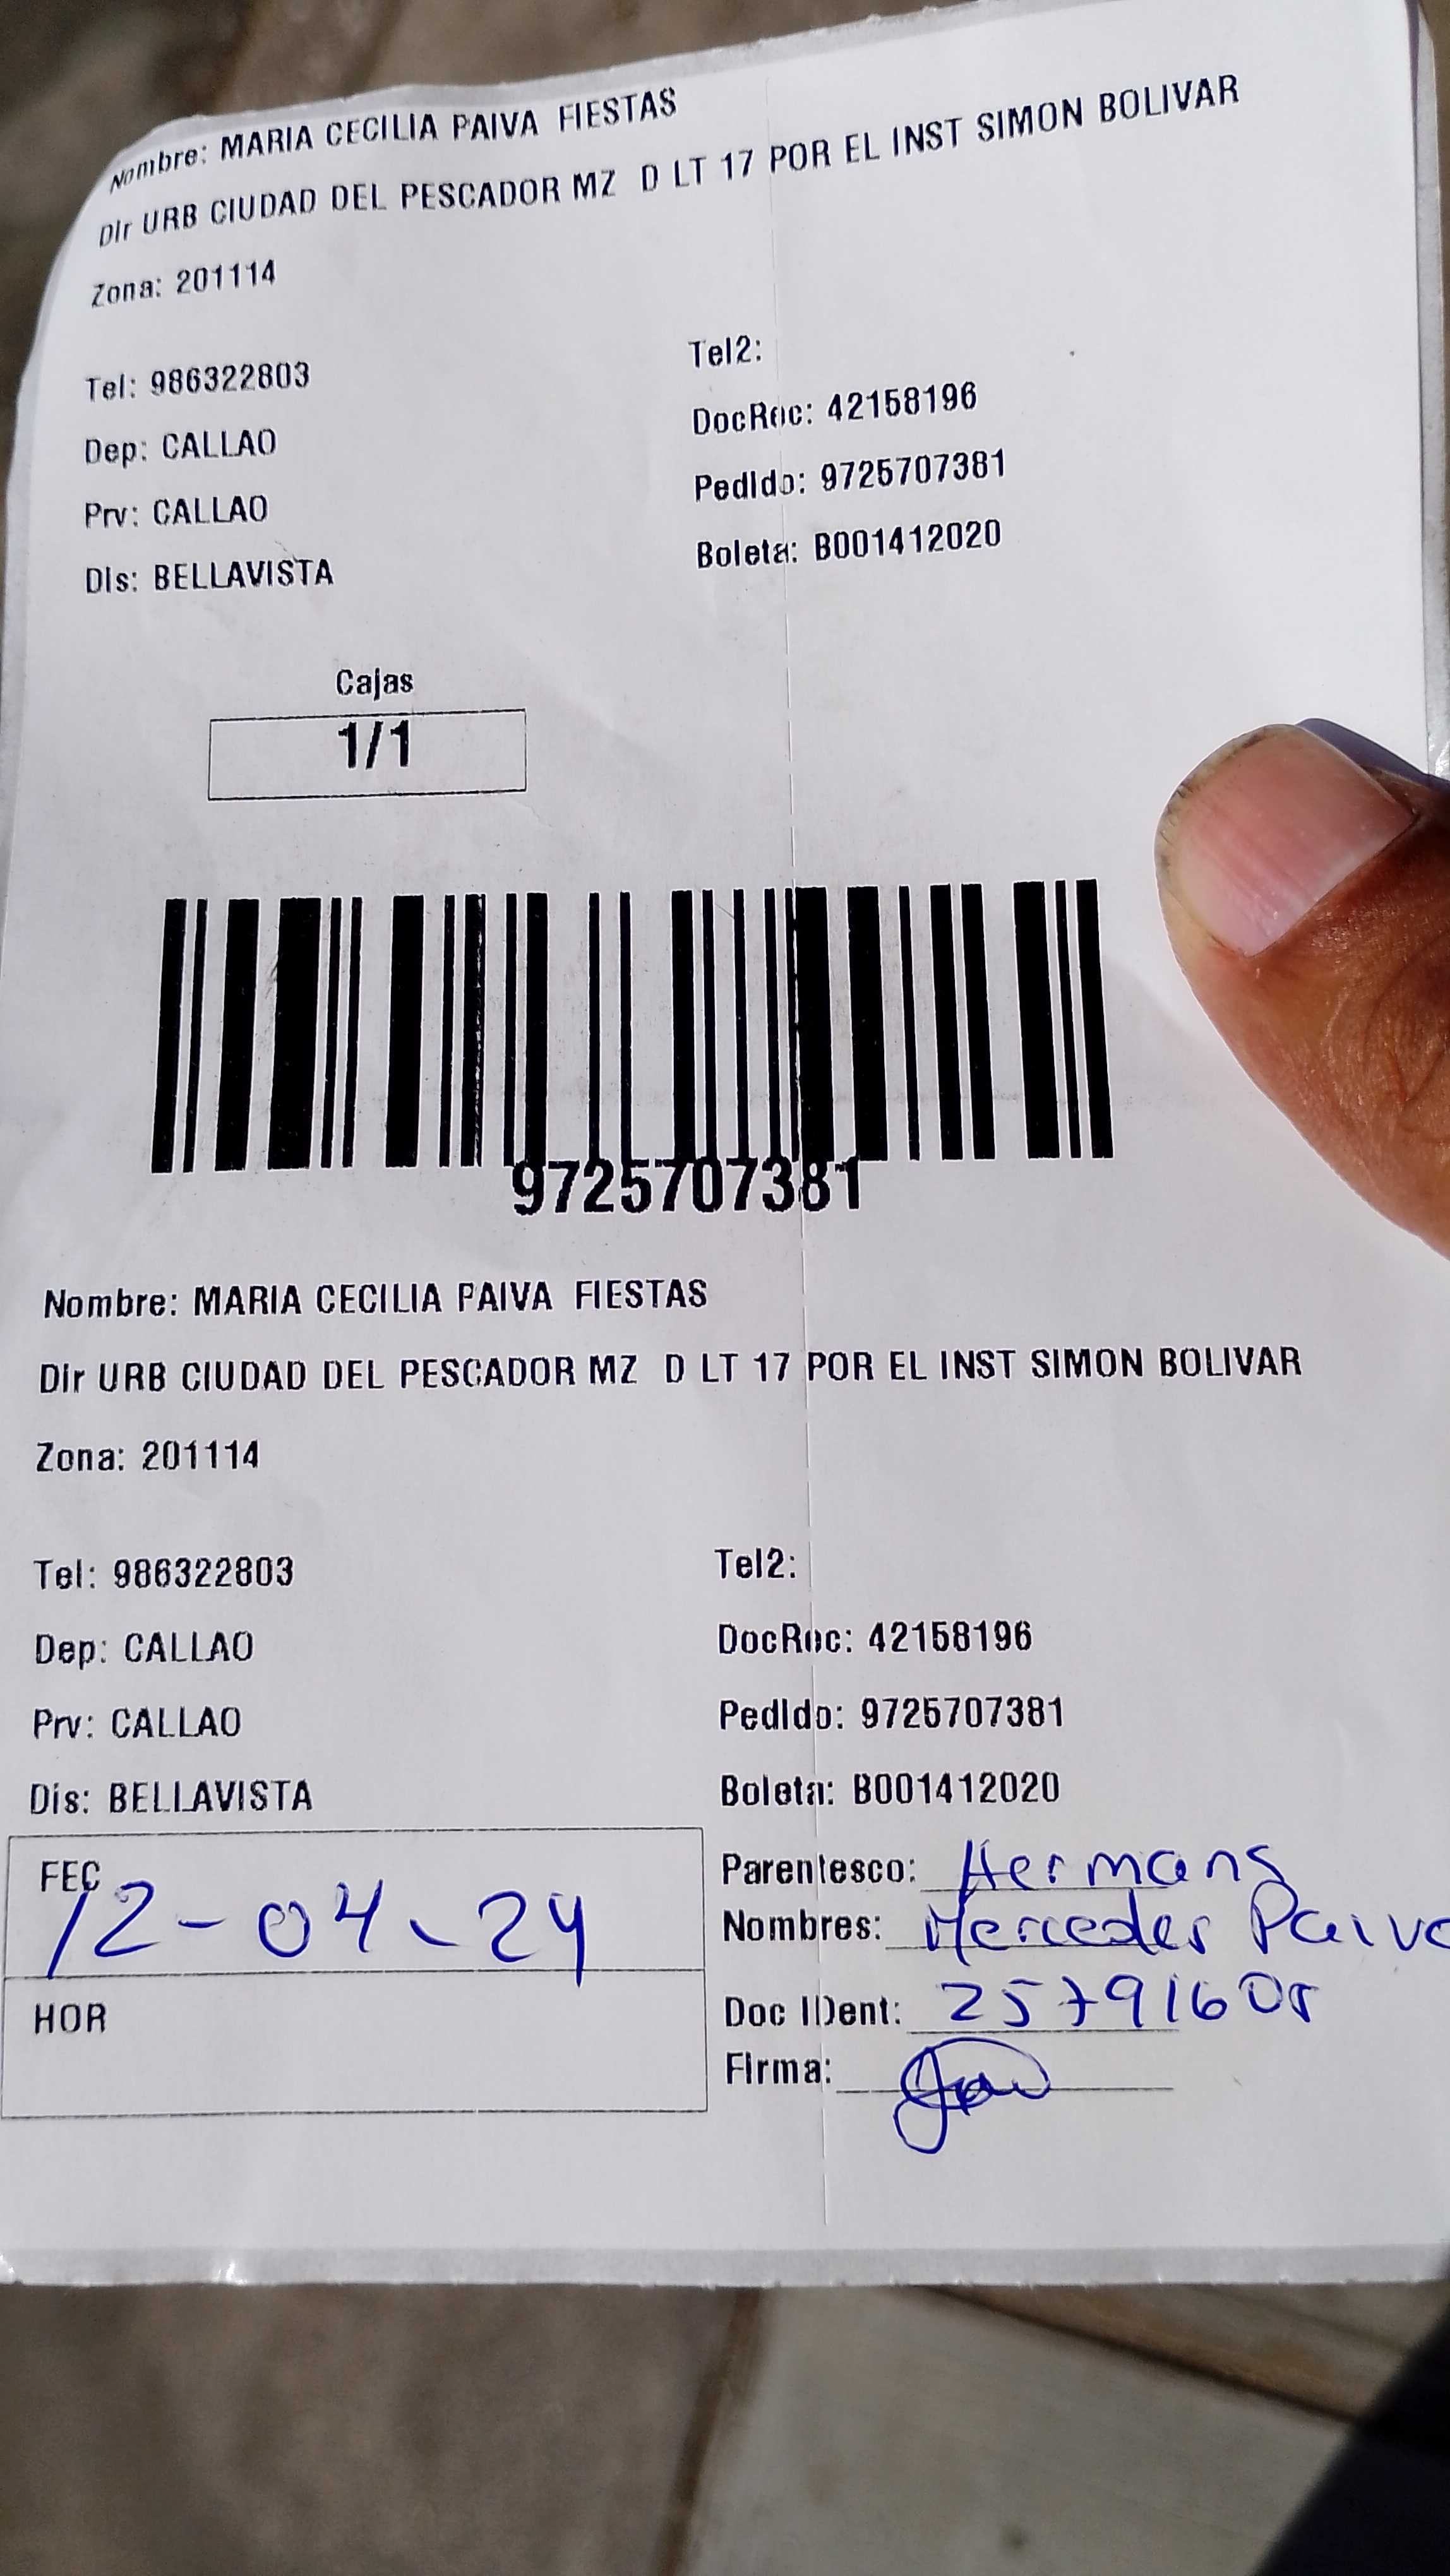 Nombre: MARIA CECILIA PAIVA FIESTAS
Dir URB CIUDAD DEL PESCADOR MZ D LT 17 POR EL INST SIMON BOLIVAR
Zona: 201114
Tel: 986322803 Tel2:
Dep: CALLAO DocRec: 42158196
Prv: CALLAO Pedido: 9725707381
Dis: BELLAVISTA Boleta: B001412020
Cajas
1/1
9725707381
Nombre: MARIA CECILIA PAIVA FIESTAS
Dir URB CIUDAD DEL PESCADOR MZ D LT 17 POR EL INST SIMON BOLIVAR
Zona: 201114
Tel: 986322803 Tel2:
Dep: CALLAO DocRec: 42158196
Prv: CALLAO Pedido: 9725707381
Dis: BELLAVISTA Boleta: B001412020
FEC 12-04-24
HOR
Parentesco: Hermana
Nombres: Mercedes Paiva
Doc IDent:
Firma: